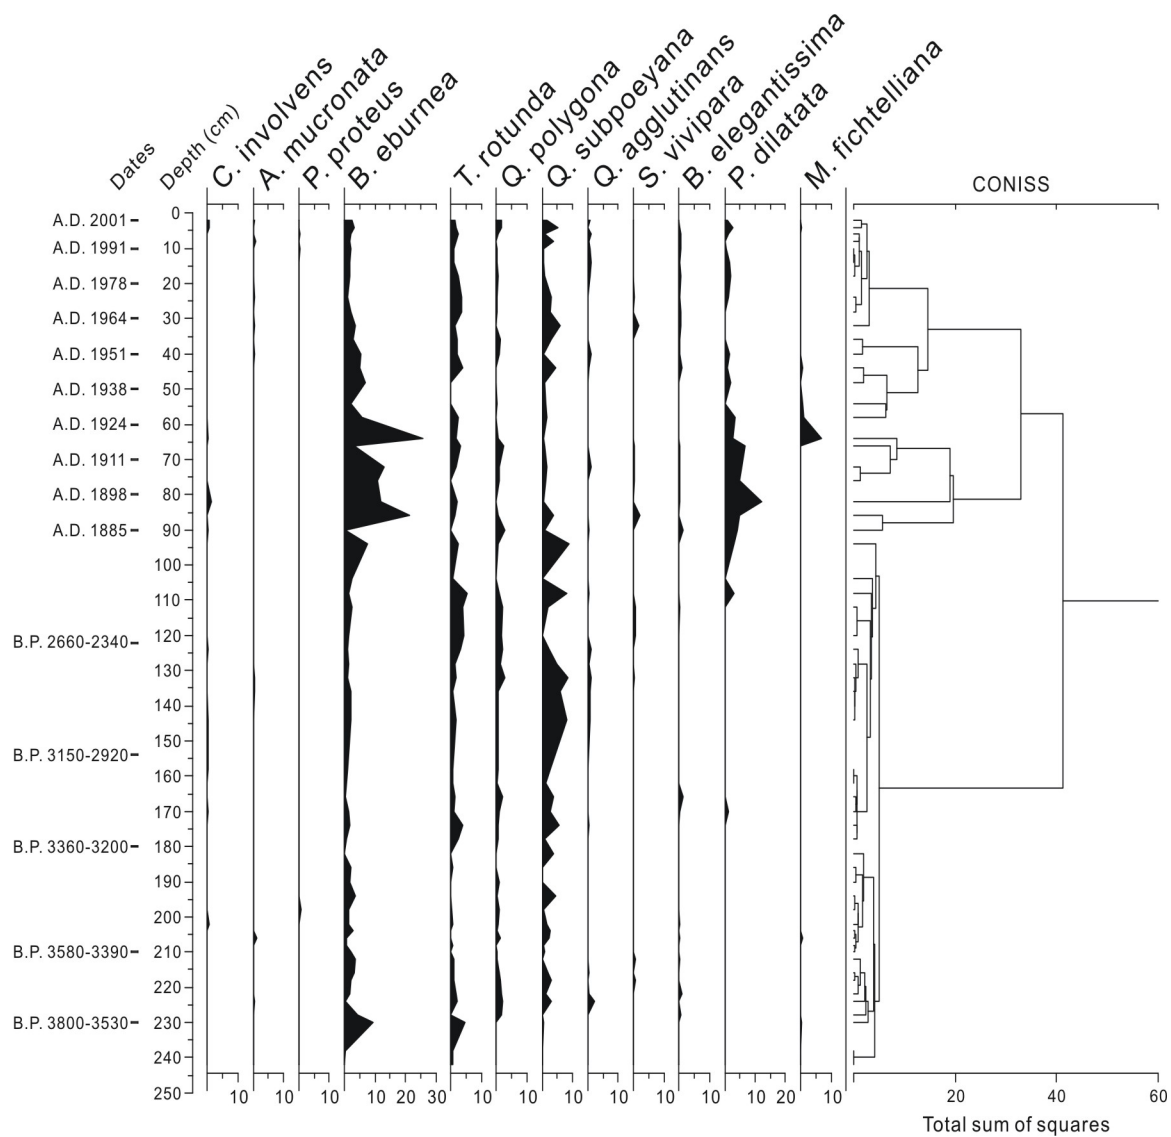 Dates
Depth (cm)
C. involvens
A. mucronata
P. proteus
B. eburnea
T. rotunda
Q. polygona
Q. subpoeyana
Q. agglutinans
S. vivipara
B. elegantissima
P. dilatata
M. fichtelliana
CONISS
A.D. 2001
A.D. 1991
A.D. 1978
A.D. 1964
A.D. 1951
A.D. 1938
A.D. 1924
A.D. 1911
A.D. 1898
A.D. 1885
B.P. 2660-2340
B.P. 3150-2920
B.P. 3360-3200
B.P. 3580-3390
B.P. 3800-3530
0
10
20
30
40
50
60
70
80
90
100
110
120
130
140
150
160
170
180
190
200
210
220
230
240
250
10 10 10 10 20 30 10 10 10 10 10 10 10 20 10 20 40 60
Total sum of squares